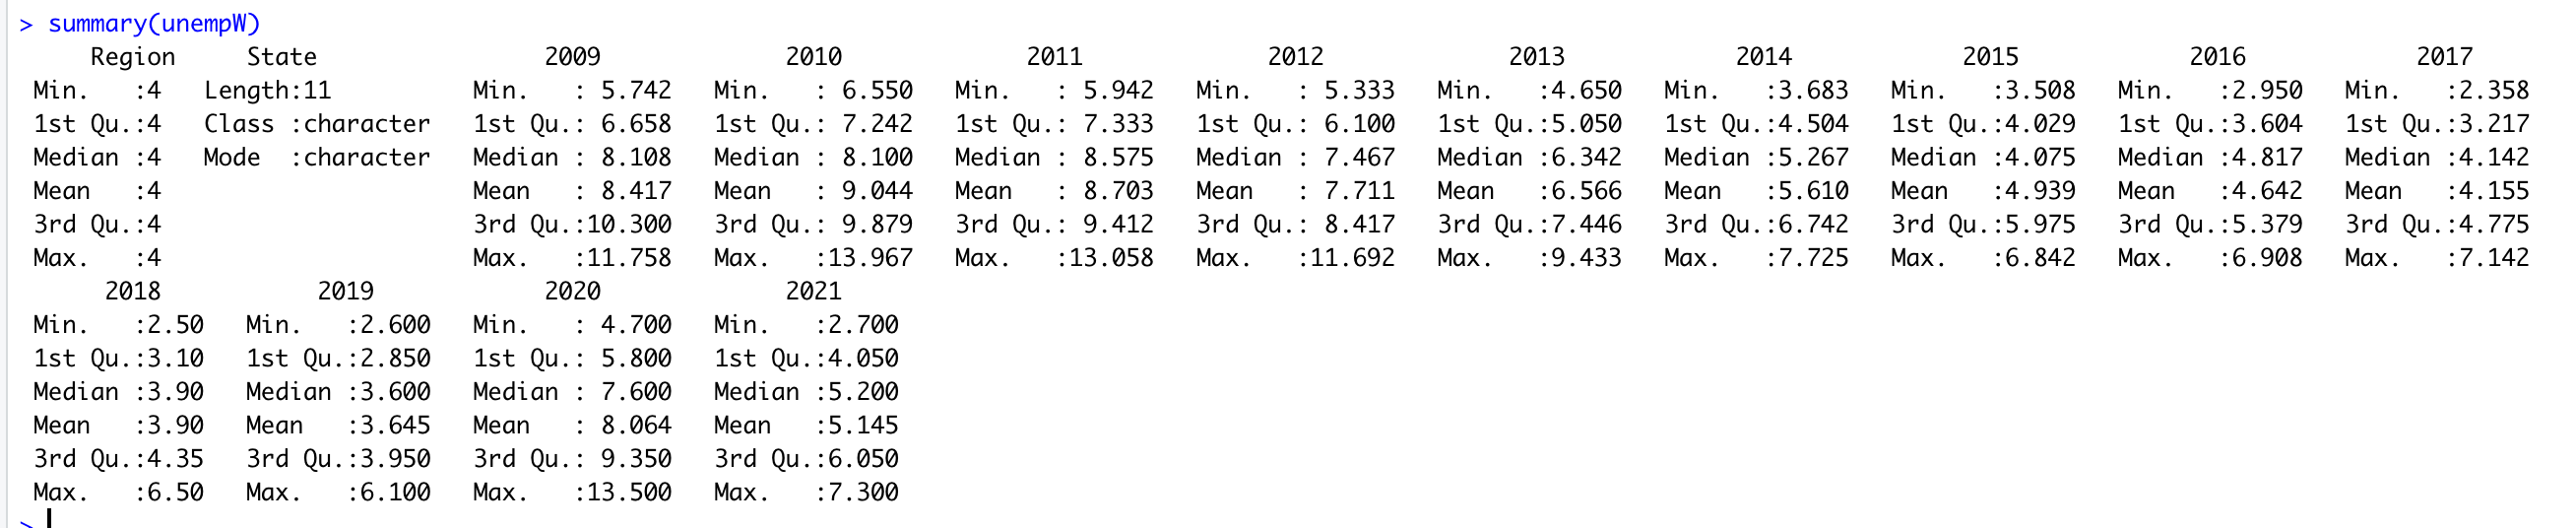 > summary(unempW)
     Region     State                2009             2010             2011             2012             2013            2014            2015            2016            2017
 Min.   :4   Length:11          Min.   : 5.742   Min.   : 6.550   Min.   : 5.942   Min.   : 5.333   Min.   :4.650   Min.   :3.683   Min.   :3.508   Min.   :2.950   Min.   :2.358
 1st Qu.:4   Class :character   1st Qu.: 6.658   1st Qu.: 7.242   1st Qu.: 7.333   1st Qu.: 6.100   1st Qu.:5.050   1st Qu.:4.504   1st Qu.:4.029   1st Qu.:3.604   1st Qu.:3.217
 Median :4   Mode  :character   Median : 8.108   Median : 8.100   Median : 8.575   Median : 7.467   Median :6.342   Median :5.267   Median :4.075   Median :4.817   Median :4.142
 Mean   :4                      Mean   : 8.417   Mean   : 9.044   Mean   : 8.703   Mean   : 7.711   Mean   :6.566   Mean   :5.610   Mean   :4.939   Mean   :4.642   Mean   :4.155
 3rd Qu.:4                      3rd Qu.:10.300   3rd Qu.: 9.879   3rd Qu.: 9.412   3rd Qu.: 8.417   3rd Qu.:7.446   3rd Qu.:6.742   3rd Qu.:5.975   3rd Qu.:5.379   3rd Qu.:4.775
 Max.   :4                      Max.   :11.758   Max.   :13.967   Max.   :13.058   Max.   :11.692   Max.   :9.433   Max.   :7.725   Max.   :6.842   Max.   :6.908   Max.   :7.142
      2018           2019            2020             2021
 Min.   :2.50   Min.   :2.600   Min.   : 4.700   Min.   :2.700
 1st Qu.:3.10   1st Qu.:2.850   1st Qu.: 5.800   1st Qu.:4.050
 Median :3.90   Median :3.600   Median : 7.600   Median :5.200
 Mean   :3.90   Mean   :3.645   Mean   : 8.064   Mean   :5.145
 3rd Qu.:4.35   3rd Qu.:3.950   3rd Qu.: 9.350   3rd Qu.:6.050
 Max.   :6.50   Max.   :6.100   Max.   :13.500   Max.   :7.300
>